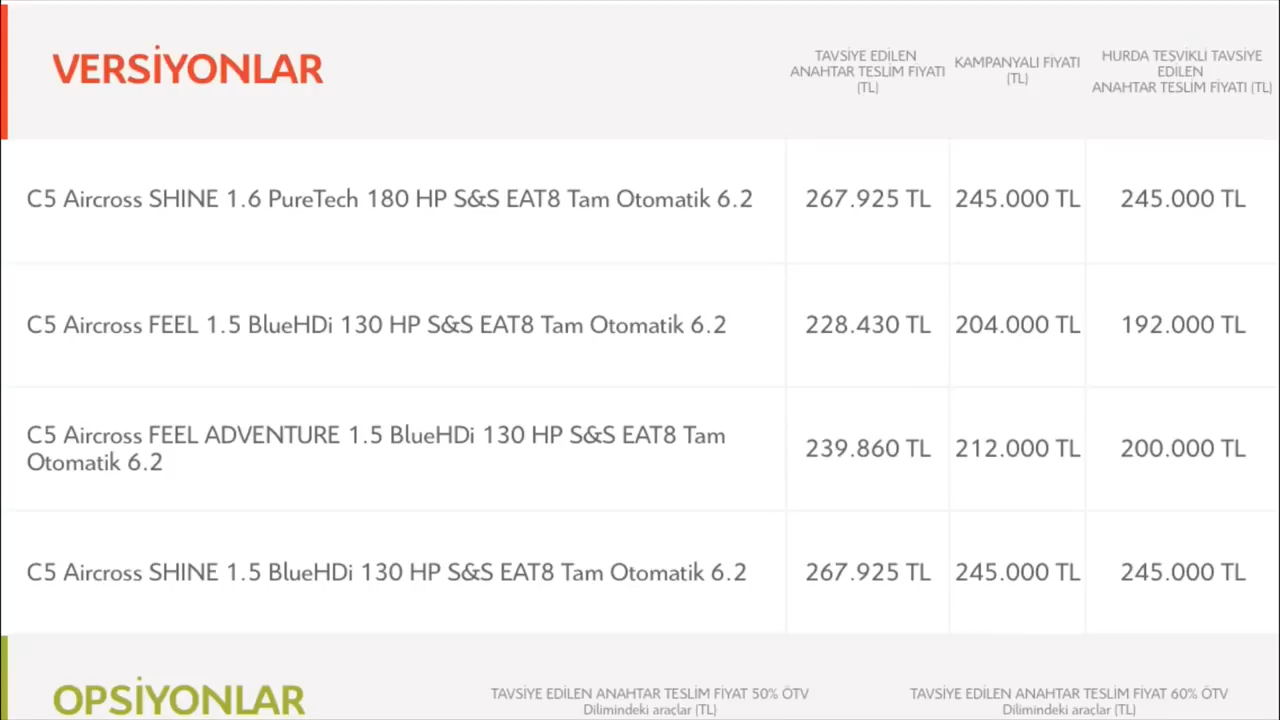 VERSİYONLAR
TAVSİYE EDİLEN
ANAHTAR TESLİM FİYATI
(TL)
KAMPANYALI FİYATI
(TL)
HURDA TEŞVİKLİ TAVSİYE
EDİLEN
ANAHTAR TESLİM FİYATI (TL)
C5 Aircross SHINE 1.6 PureTech 180 HP S&S EAT8 Tam Otomatik 6.2
267.925 TL
245.000 TL
245.000 TL
C5 Aircross FEEL 1.5 BlueHDi 130 HP S&S EAT8 Tam Otomatik 6.2
228.430 TL
204.000 TL
192.000 TL
C5 Aircross FEEL ADVENTURE 1.5 BlueHDi 130 HP S&S EAT8 Tam
Otomatik 6.2
239.860 TL
212.000 TL
200.000 TL
C5 Aircross SHINE 1.5 BlueHDi 130 HP S&S EAT8 Tam Otomatik 6.2
267.925 TL
245.000 TL
245.000 TL
OPSİYONLAR
TAVSİYE EDİLEN ANAHTAR TESLİM FİYAT 50% ÖTV
Dilimindeki araçlar (TL)
TAVSİYE EDİLEN ANAHTAR TESLİM FİYAT 60% ÖTV
Dilimindeki araçlar (TL)